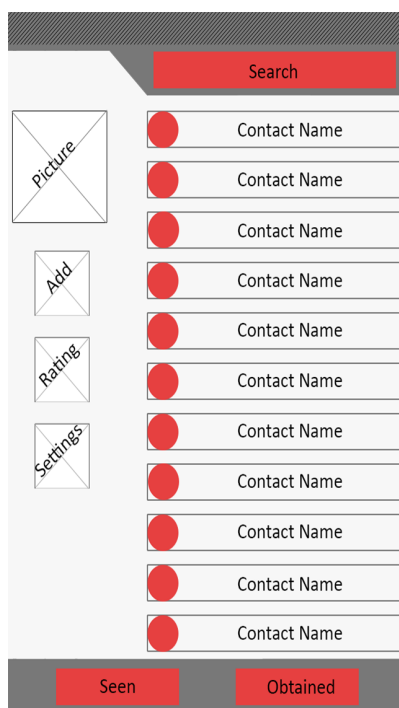 Search
Picture
Add
Rating
Settings
Contact Name
Contact Name
Contact Name
Contact Name
Contact Name
Contact Name
Contact Name
Contact Name
Contact Name
Contact Name
Contact Name
Seen
Obtained